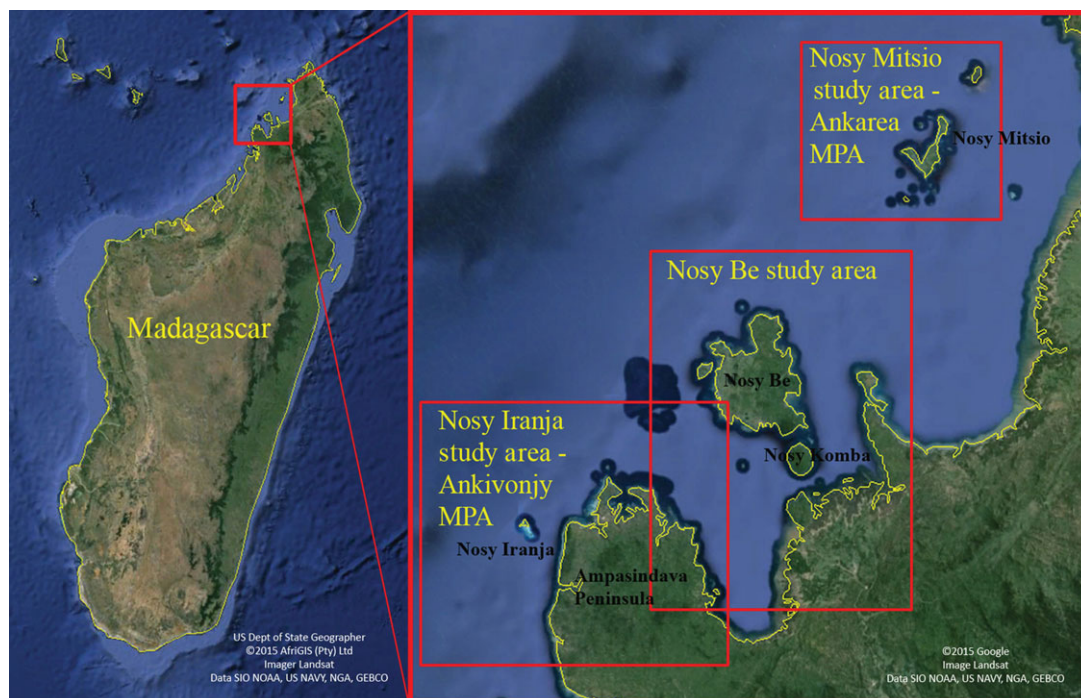 Madagascar
US Dept of State Geographer
©2015 AfriGIS (Pty) Ltd
Imager Landsat
Data SIO NOAA, US NAVY, NGA, GEBCO
Nosy Mitsio
study area -
Ankarea
MPA
Nosy Mitsio
Nosy Be study area
Nosy Be
Nosy Komba
Nosy Iranja
study area -
Ankivonjy
MPA
Nosy Iranja
Ampasindava
Peninsula
©2015 Google
Image Landsat
Data SIO NOAA, US NAVY, NGA, GEBCO